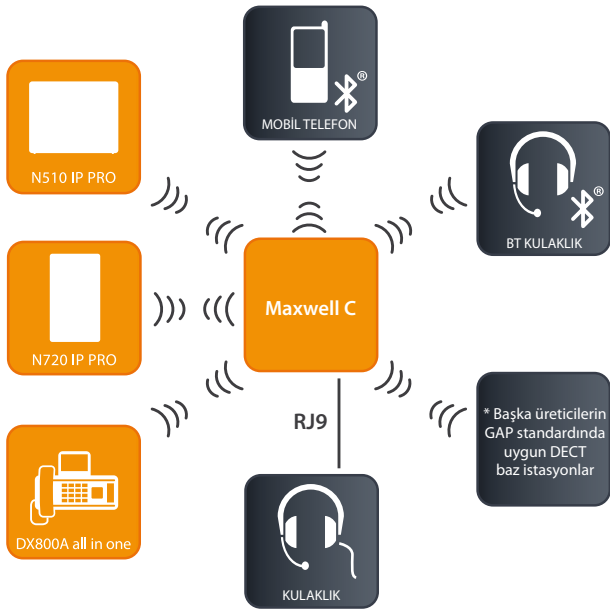 MOBİL TELEFON
®
N510 IP PRO
®
BT KULAKLIK
Maxwell C
N720 IP PRO
RJ9
* Başka üreticilerin
GAP standardında
uygun DECT
baz istasyonlar
DX800A all in one
KULAKLIK